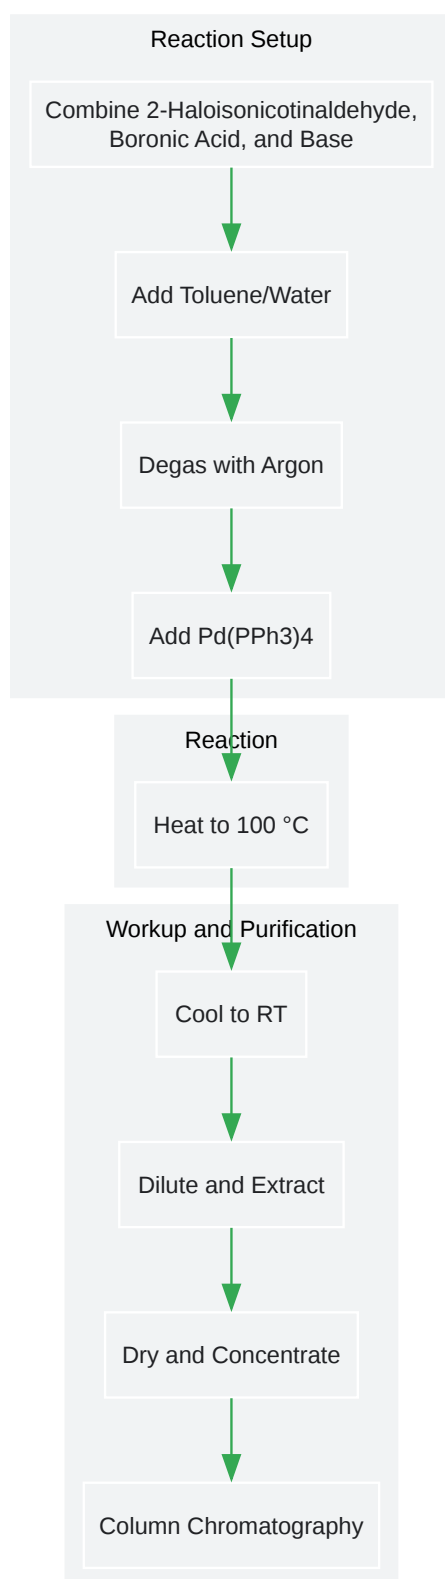 Reaction Setup
Combine 2-Haloisonicotinaldehyde,
Boronic Acid, and Base
Add Toluene/Water
Degas with Argon
Add Pd(PPh3)4
Reaction
Heat to 100 °C
Workup and Purification
Cool to RT
Dilute and Extract
Dry and Concentrate
Column Chromatography